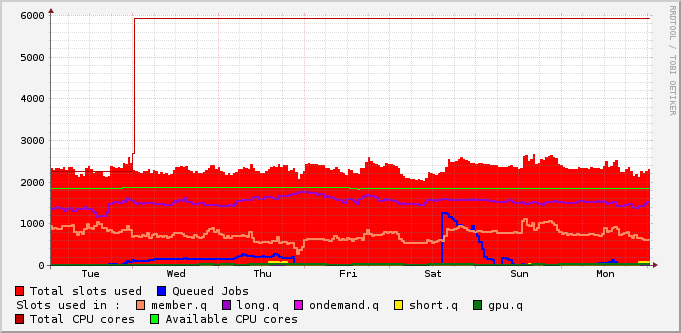 6000
5000
4000
3000
2000
1000
0
Tue Wed Thu Fri Sat Sun Mon
RRDTOOL / TOBI OETIKER
Total slots used Queued Jobs
Slots used in : member.q long.q ondemand.q short.q gpu.q
Total CPU cores Available CPU cores